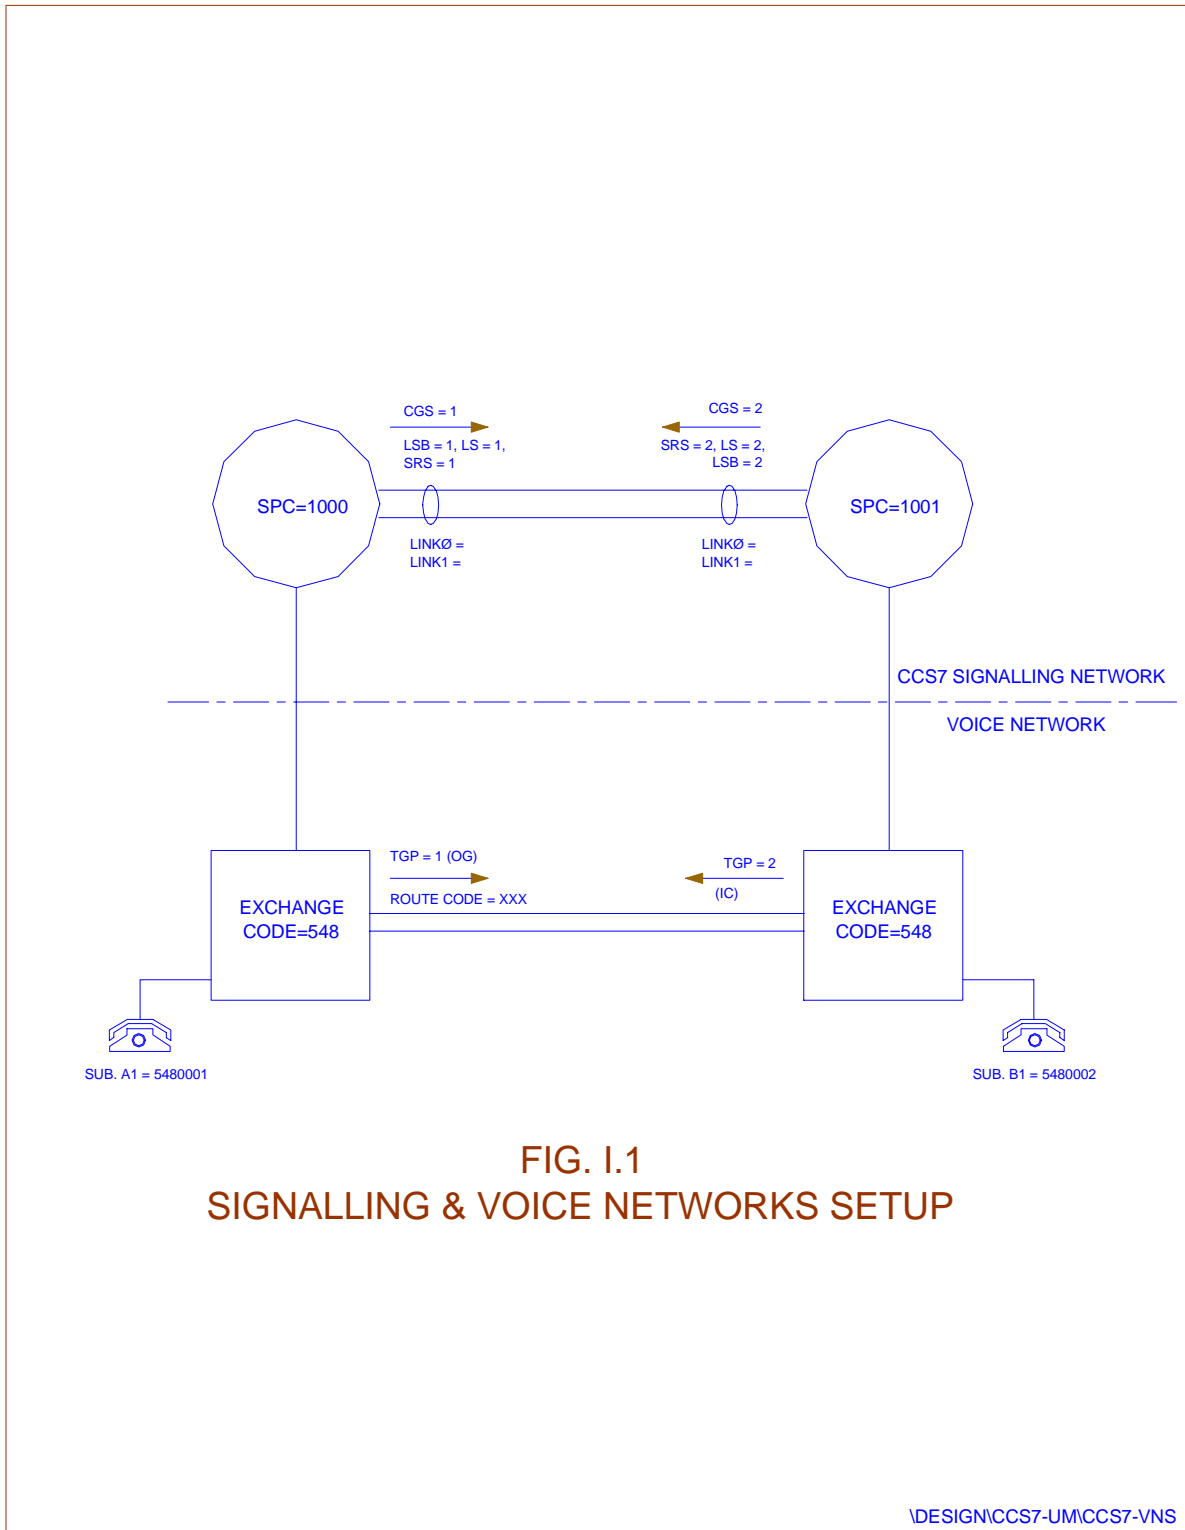 CGS = 1
CGS = 2
LSB = 1, LS = 1,
SRS = 1
SRS = 2, LS = 2,
LSB = 2
SPC=1000
SPC=1001
LINKØ =
LINK1 =
LINKØ =
LINK1 =
CCS7 SIGNALLING NETWORK
VOICE NETWORK
TGP = 1 (OG)
ROUTE CODE = XXX
TGP = 2
(IC)
EXCHANGE
CODE=548
EXCHANGE
CODE=548
SUB. A1 = 5480001
SUB. B1 = 5480002
FIG. I.1
SIGNALLING & VOICE NETWORKS SETUP
\DESIGN\CCS7-UM\CCS7-VNS